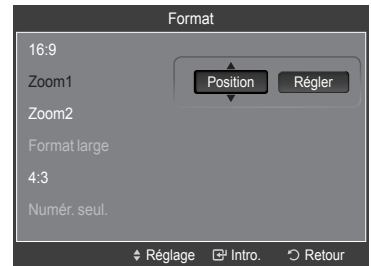 Format
16:9
Zoom1
Position Régler
Zoom2
Format large
4:3
Numér. seul.
Réglage Intro. Retour